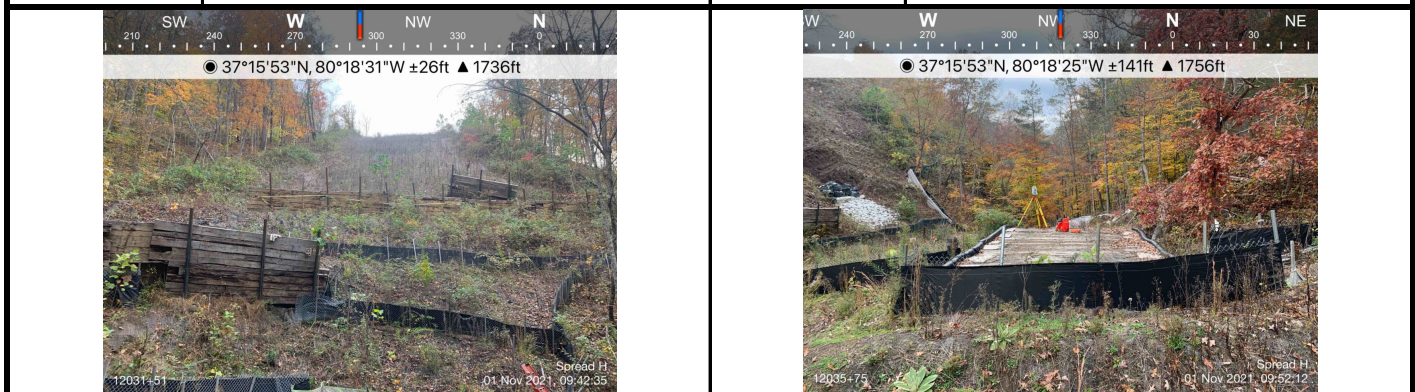 SW W NW N
210 240 270 300 330 0
37°15'53"N, 80°18'31"W ±26ft ▲ 1736ft
12031+51
Spread H
01 Nov 2021, 09:42:35
SW W NW N NE
240 270 300 330 0 30
37°15'53"N, 80°18'25"W ±141ft ▲ 1756ft
12035+75
Spread H
01 Nov 2021, 09:52:12